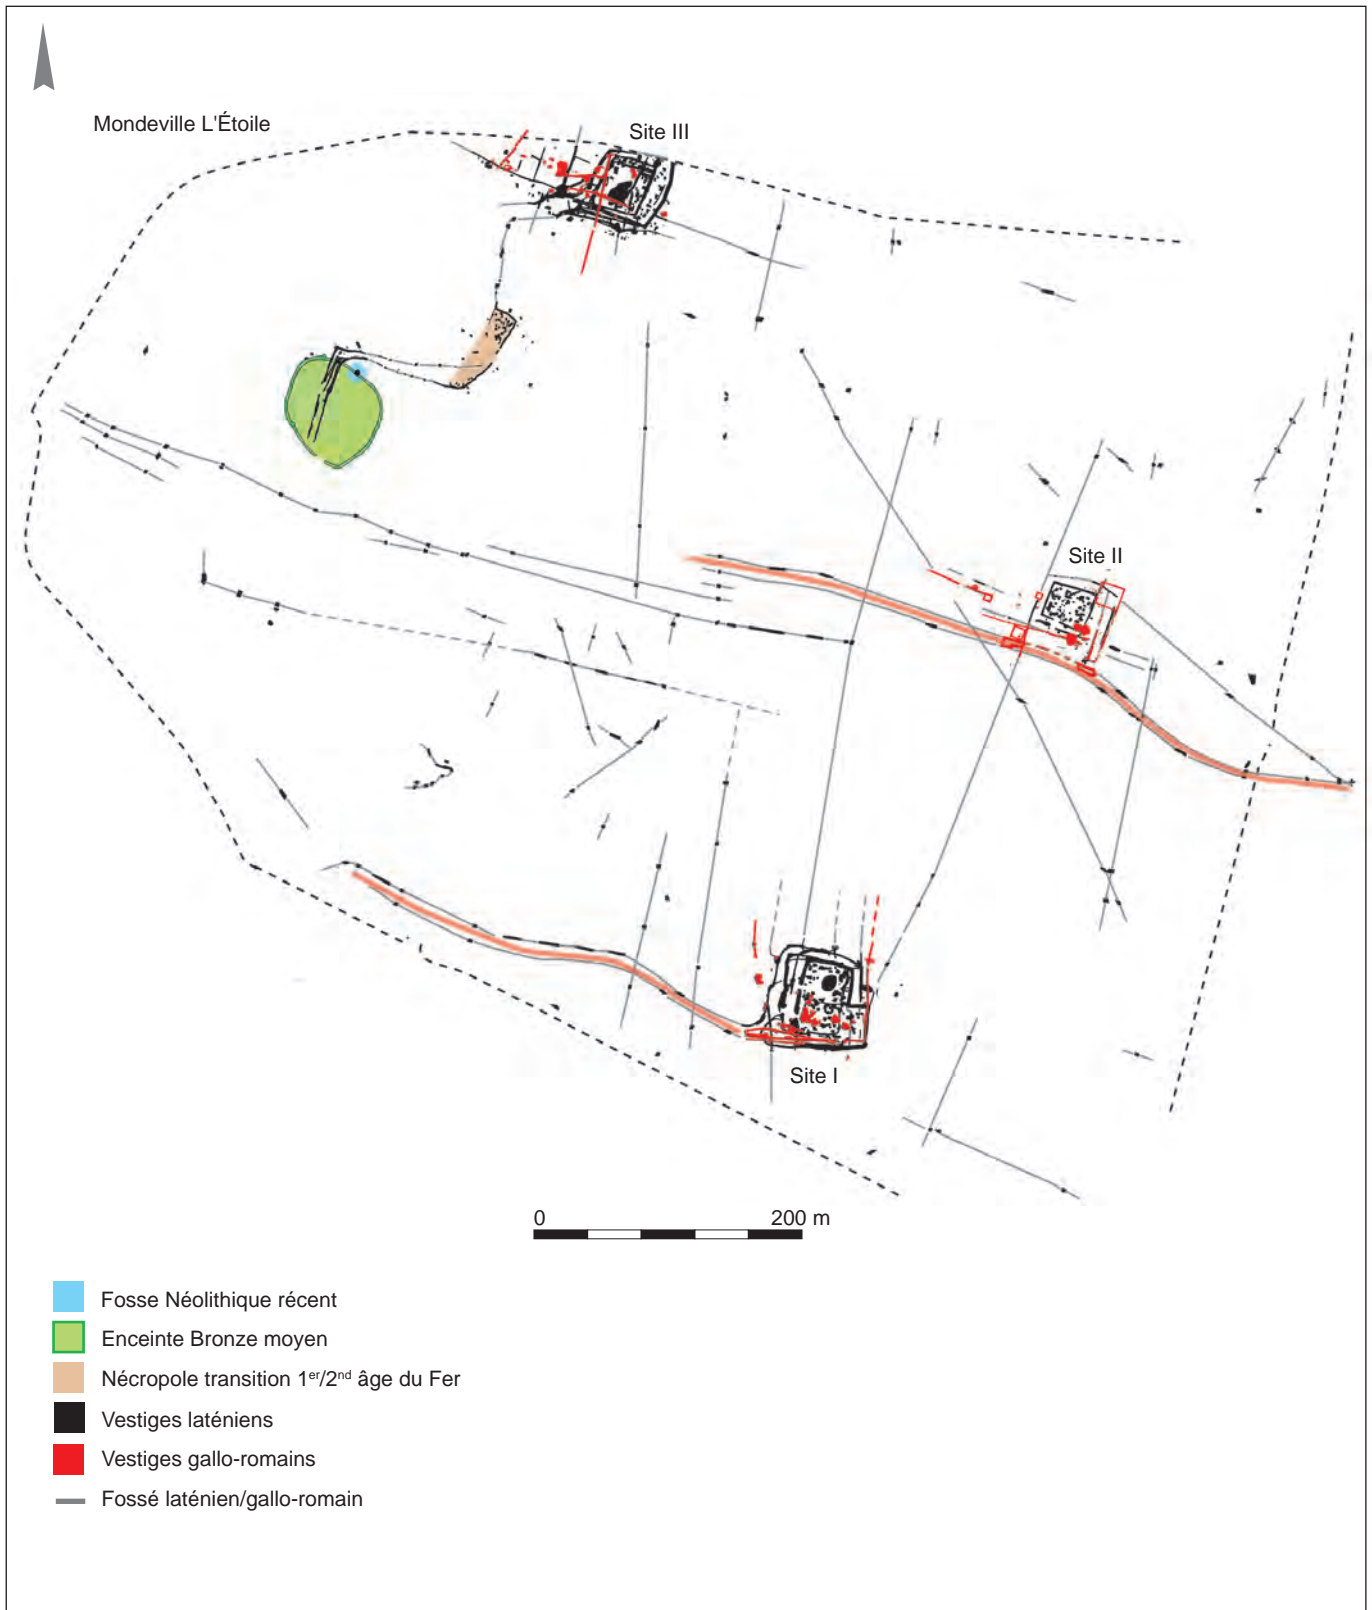 Mondeville L'Étoile
Site III
Site II
Site I
0 200 m
Fosse Néolithique récent
Enceinte Bronze moyen
Nécropole transition 1er/2nd âge du Fer
Vestiges laténiens
Vestiges gallo-romains
Fossé laténien/gallo-romain